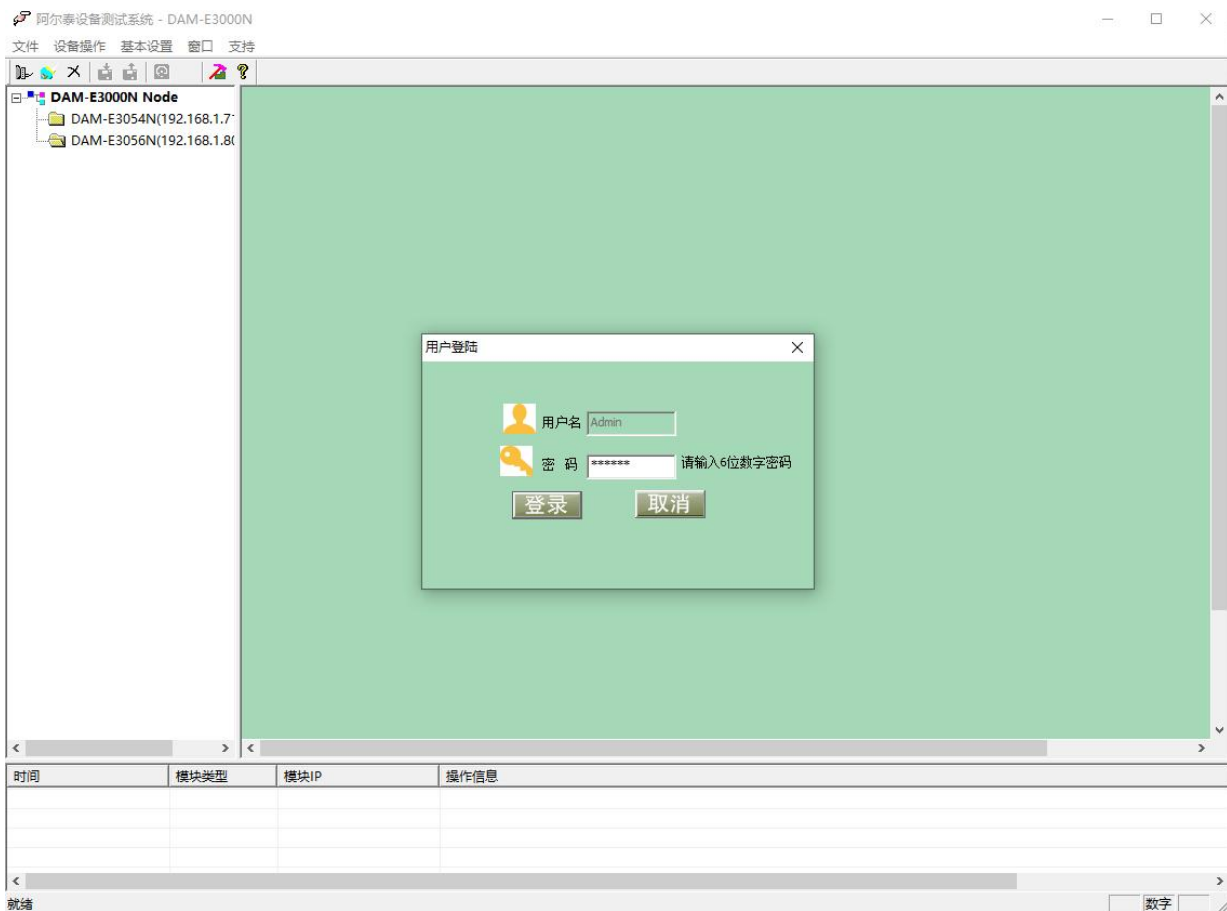 阿尔泰设备测试系统 - DAM-E3000N
文件 设备操作 基本设置 窗口 支持
DAM-E3000N Node
DAM-E3054N(192.168.1.7
DAM-E3056N(192.168.1.8
用户登陆
用户名 Admin
密 码 ****** 请输入6位数字密码
登录 取消
时间 模块类型 模块IP 操作信息
就绪 数字